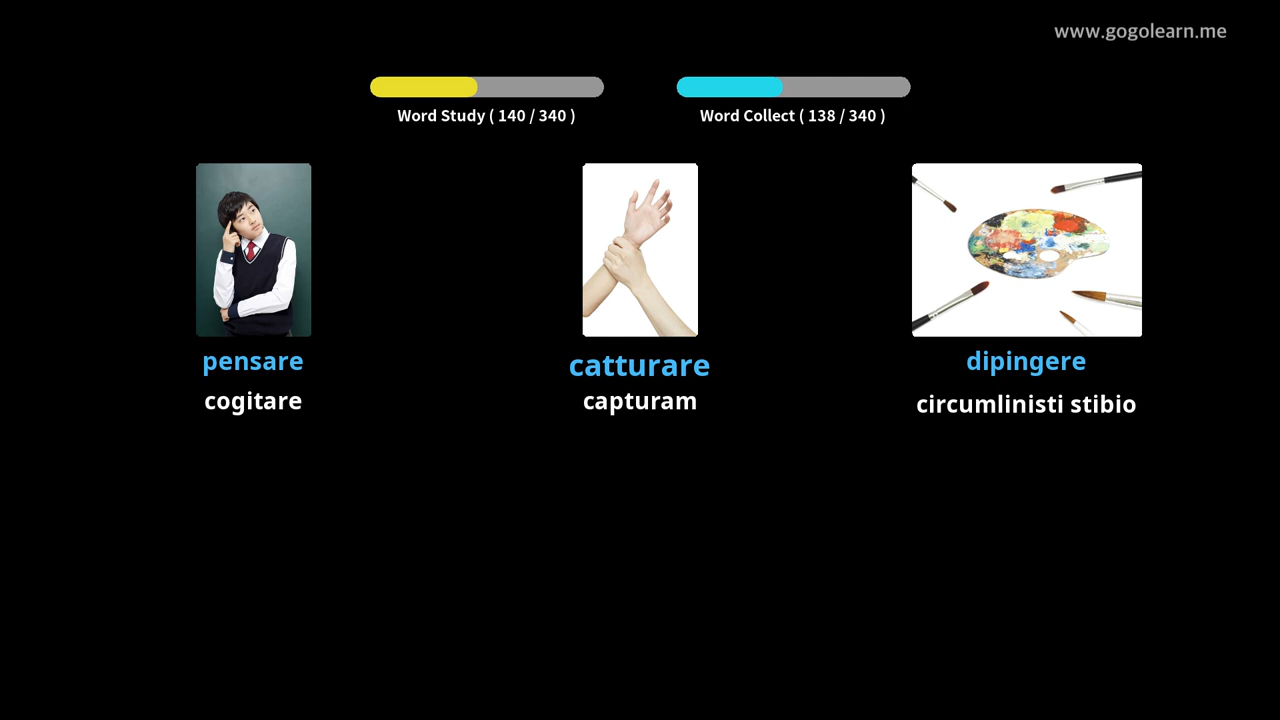 www.gogolearn.me
Word Study ( 140 / 340 )
Word Collect ( 138 / 340 )
pensare
cogitare
catturare
capturam
dipingere
circumlinisti stibio